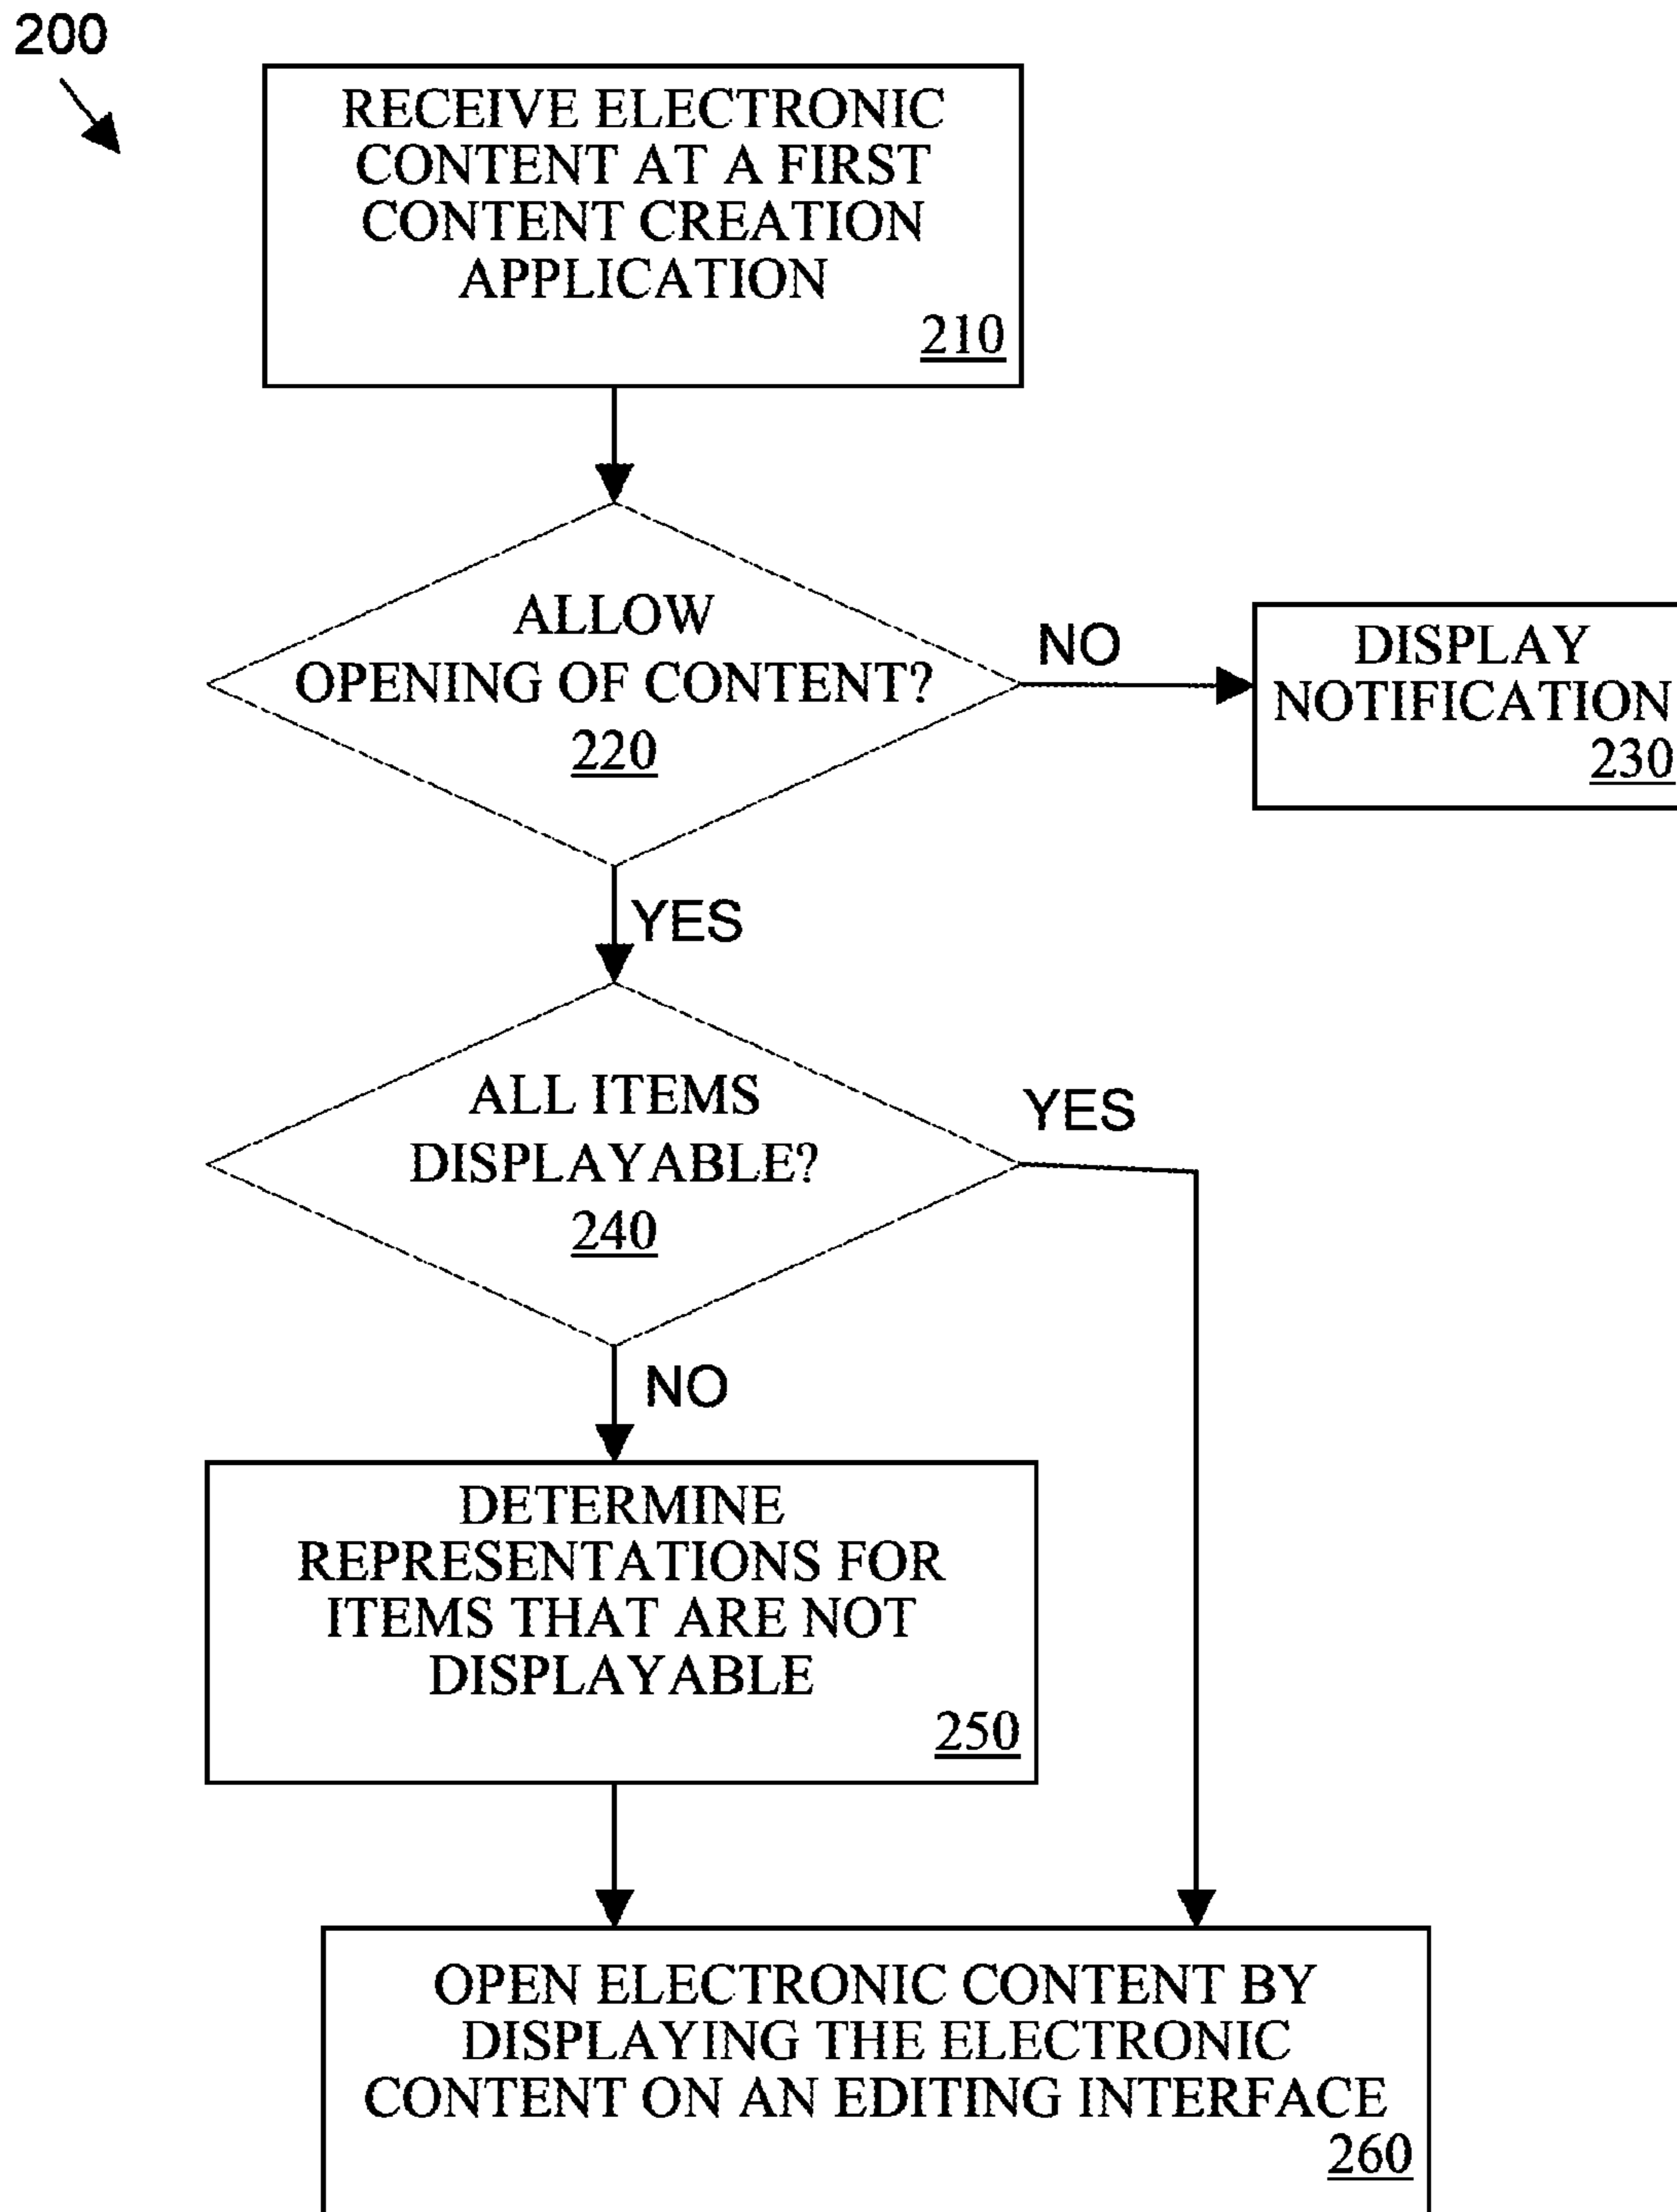 200
RECEIVE ELECTRONIC
CONTENT AT A FIRST
CONTENT CREATION
APPLICATION
210
ALLOW
OPENING OF CONTENT?
220
NO
DISPLAY
NOTIFICATION
230
YES
ALL ITEMS
DISPLAYABLE?
240
YES
NO
DETERMINE
REPRESENTATIONS FOR
ITEMS THAT ARE NOT
DISPLAYABLE
250
OPEN ELECTRONIC CONTENT BY
DISPLAYING THE ELECTRONIC
CONTENT ON AN EDITING INTERFACE
260